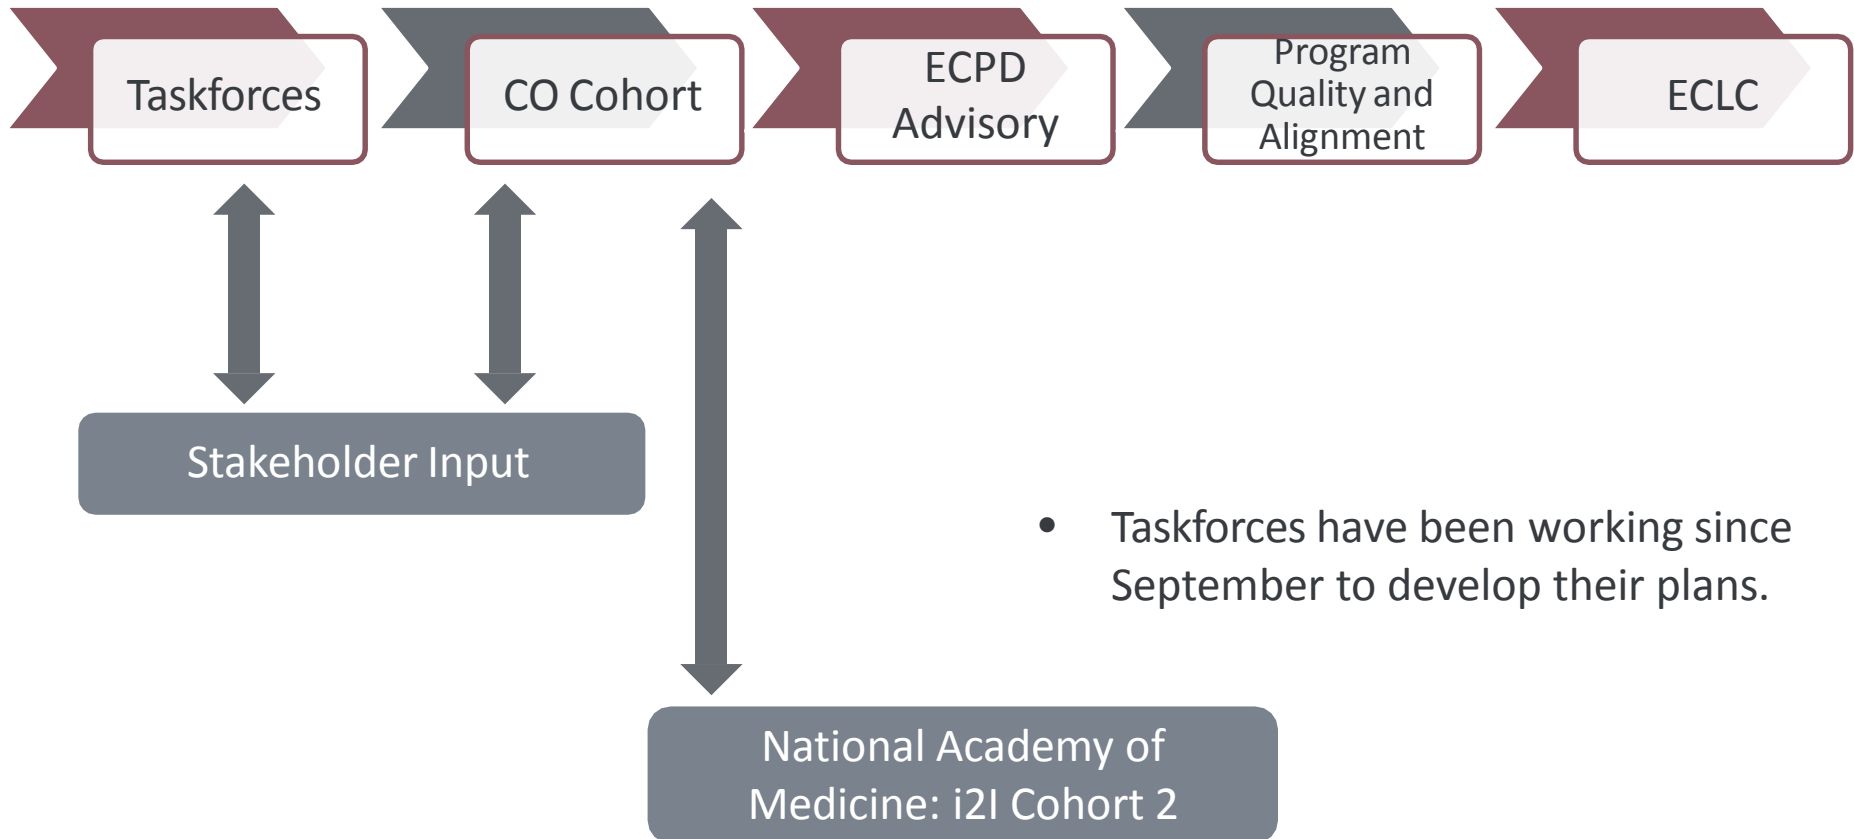 Taskforces
CO Cohort
ECPD
Advisory
Program
Quality and
Alignment
ECLC
Stakeholder Input
• Taskforces have been working since
September to develop their plans.
National Academy of
Medicine: i2I Cohort 2